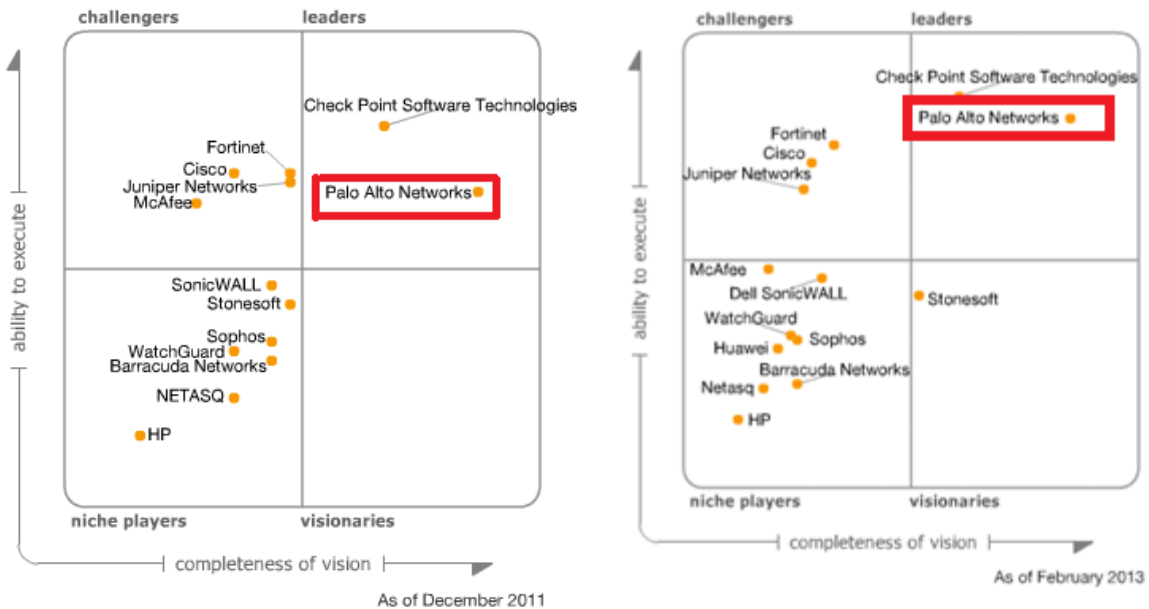 challengers
leaders
Check Point Software Technologies
Fortinet
Cisco
Juniper Networks
McAfee
Palo Alto Networks
SonicWALL
Stonesoft
Sophos
WatchGuard
Barracuda Networks
NETASQ
HP
niche players
visionaries
ability to execute
completeness of vision
As of December 2011
challengers
leaders
Check Point Software Technologies
Palo Alto Networks
Fortinet
Cisco
Juniper Networks
McAfee
Dell SonicWALL
Stonesoft
WatchGuard
Sophos
Huawei
Barracuda Networks
Netasq
HP
niche players
visionaries
ability to execute
completeness of vision
As of February 2013